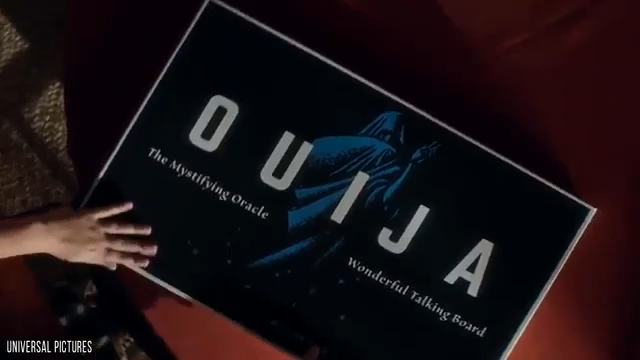 OUIJA
The Mystifying Oracle
Wonderful Talking Board
UNIVERSAL PICTURES